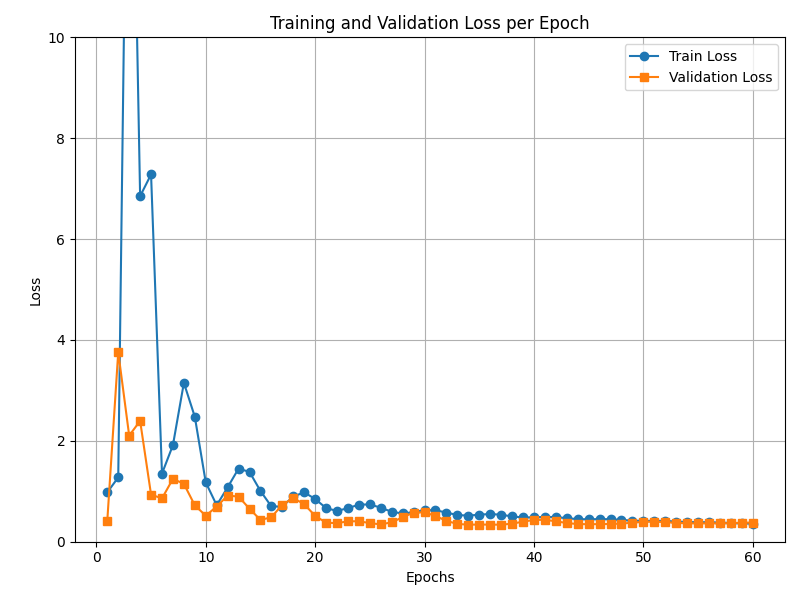 Training and Validation Loss per Epoch
Train Loss
Validation Loss
10
8
6
4
2
0
Loss
0 10 20 30 40 50 60
Epochs